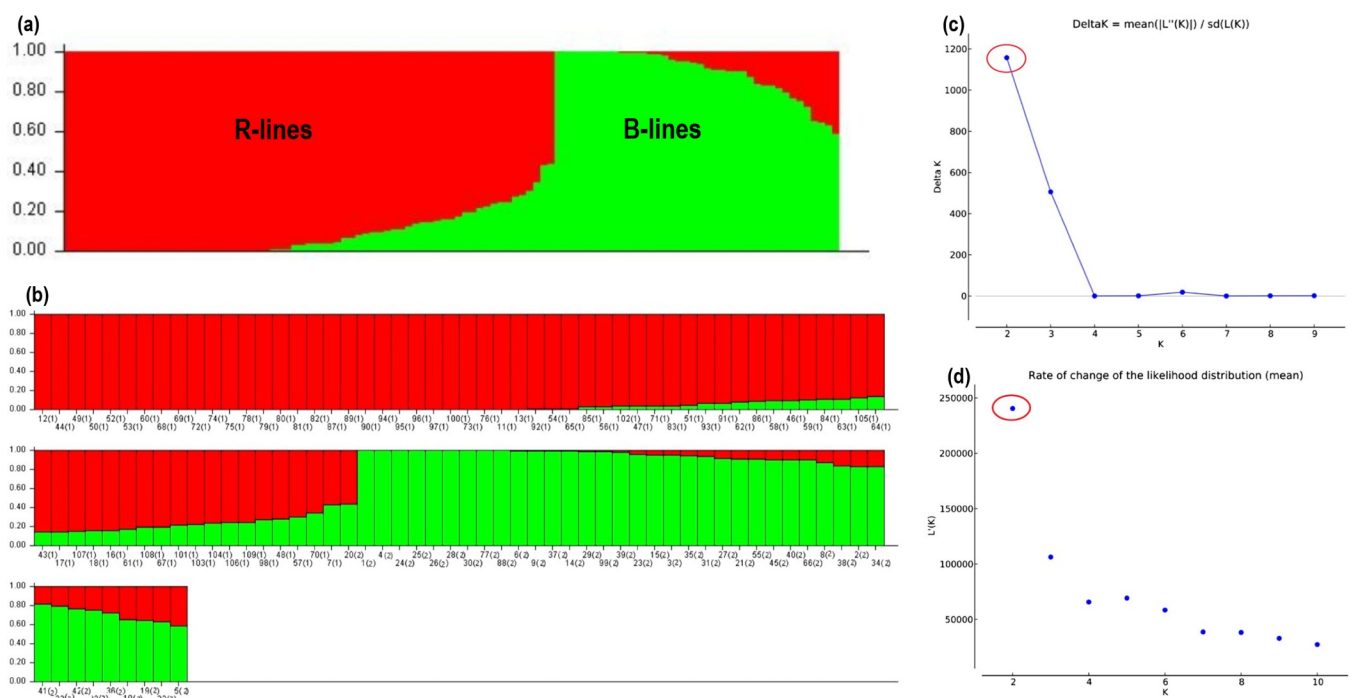 (a)
1.00
0.80
0.60
0.40
0.20
0.00
R-lines
B-lines
(b)
1.00
0.80
0.60
0.40
0.20
0.00
12(1) 49(1) 52(1) 60(1) 69(1) 74(1) 78(1) 80(1) 82(1) 89(1) 94(1) 96(1) 100(1) 76(1) 13(1) 54(1) 85(1) 102(1) 71(1) 51(1) 91(1) 86(1) 46(1) 84(1) 105(1)
44(1) 50(1) 53(1) 68(1) 72(1) 75(1) 79(1) 81(1) 87(1) 90(1) 95(1) 97(1) 73(1) 11(1) 92(1) 65(1) 56(1) 47(1) 83(1) 93(1) 62(1) 58(1) 59(1) 63(1) 64(1)
1.00
0.80
0.60
0.40
0.20
0.00
43(1) 107(1) 16(1) 108(1) 101(1) 104(1) 109(1) 48(1) 70(1) 20(2) 4(2) 25(2) 28(2) 77(2) 6(2) 37(2) 29(2) 39(2) 15(2) 35(2) 27(2) 55(2) 40(2) 8(2) 2(2)
17(1) 18(1) 61(1) 67(1) 103(1) 106(1) 98(1) 57(1) 7(1) 1(2) 24(2) 26(2) 30(2) 88(2) 9(2) 14(2) 99(2) 23(2) 3(2) 31(2) 21(2) 45(2) 66(2) 38(2) 34(2)
1.00
0.80
0.60
0.40
0.20
0.00
41(2) 42(2) 36(2) 19(2) 5(2)
(c)
DeltaK = mean(|L''(K)|) / sd(L(K))
1200
1000
800
600
400
200
0
Delta K
2 3 4 5 6 7 8 9
K
(d)
Rate of change of the likelihood distribution (mean)
250000
200000
150000
100000
50000
L'(K)
2 4 6 8 10
K